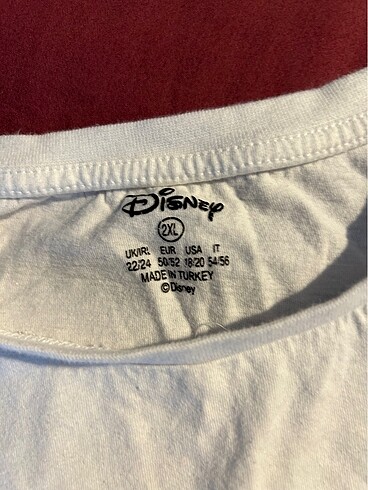 Disney
2XL
UK/IRL EUR USA IT
22/24 50/52 18/20 54/56
MADE IN TURKEY
©Disney